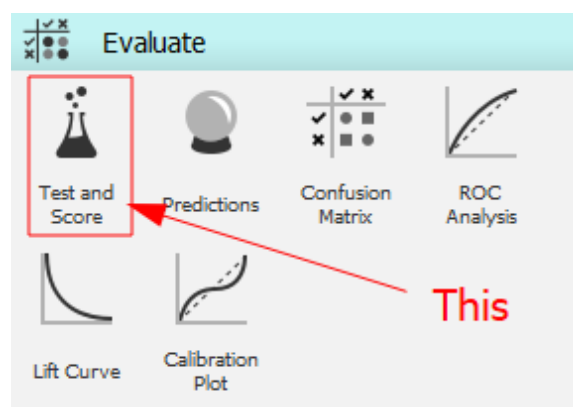 Evaluate
Test and Score
Predictions
Confusion Matrix
ROC Analysis
This
Lift Curve
Calibration Plot